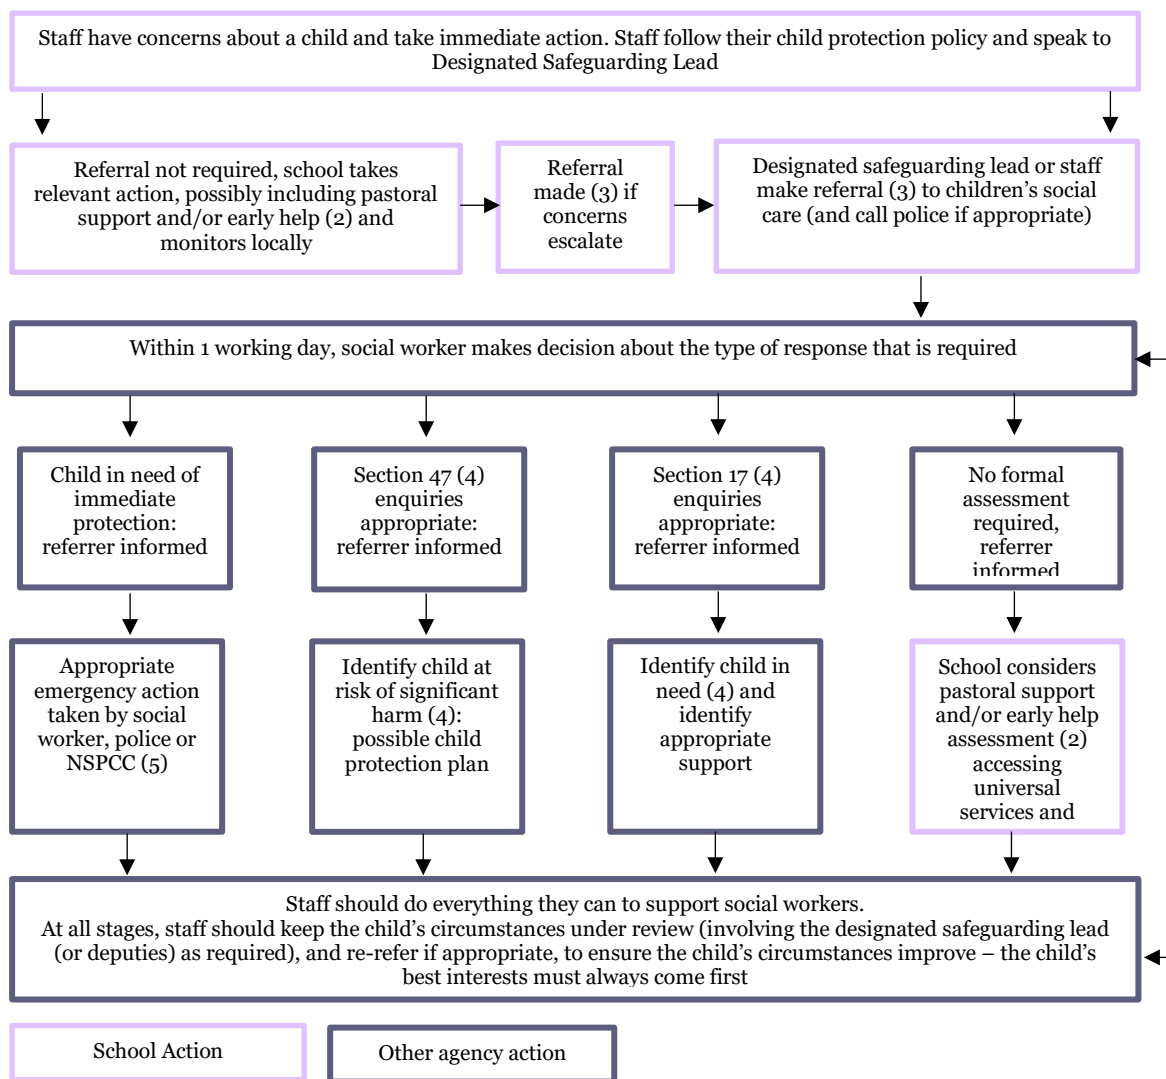 Staff have concerns about a child and take immediate action. Staff follow their child protection policy and speak to
Designated Safeguarding Lead
Referral not required, school takes
relevant action, possibly including pastoral
support and/or early help (2) and
monitors locally
Referral
made (3) if
concerns
escalate
Designated safeguarding lead or staff
make referral (3) to children’s social
care (and call police if appropriate)
Within 1 working day, social worker makes decision about the type of response that is required
Child in need of
immediate
protection:
referrer informed
Section 47 (4)
enquiries
appropriate:
referrer informed
Section 17 (4)
enquiries
appropriate:
referrer informed
No formal
assessment
required,
referrer
informed
Appropriate
emergency action
taken by social
worker, police or
NSPCC (5)
Identify child at
risk of significant
harm (4):
possible child
protection plan
Identify child in
need (4) and
identify
appropriate
support
School considers
pastoral support
and/or early help
assessment (2)
accessing
universal
services and
Staff should do everything they can to support social workers.
At all stages, staff should keep the child’s circumstances under review (involving the designated safeguarding lead
(or deputies) as required), and re-refer if appropriate, to ensure the child’s circumstances improve – the child’s
best interests must always come first
School Action
Other agency action